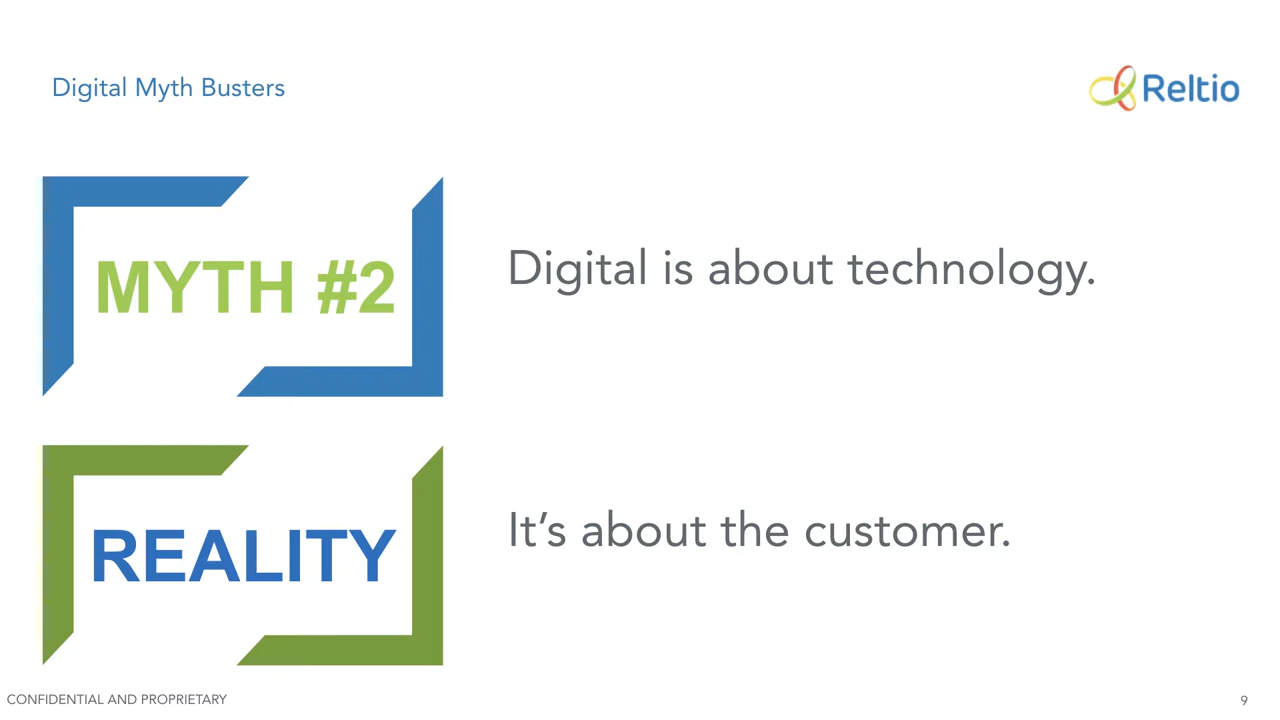 Digital Myth Busters
Reltio
MYTH #2
Digital is about technology.
REALITY
It’s about the customer.
CONFIDENTIAL AND PROPRIETARY
9